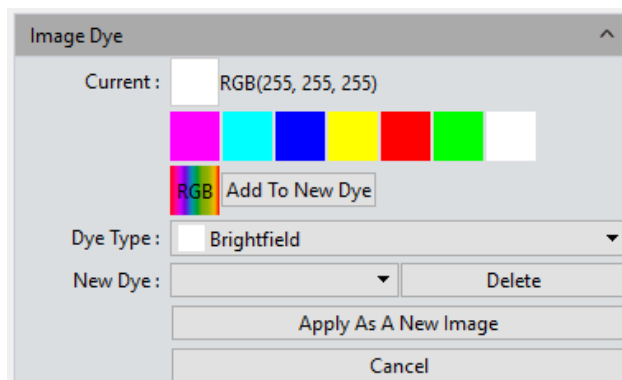 Image Dye
Current : RGB(255, 255, 255)
RGB Add To New Dye
Dye Type : Brightfield
New Dye : Delete
Apply As A New Image
Cancel